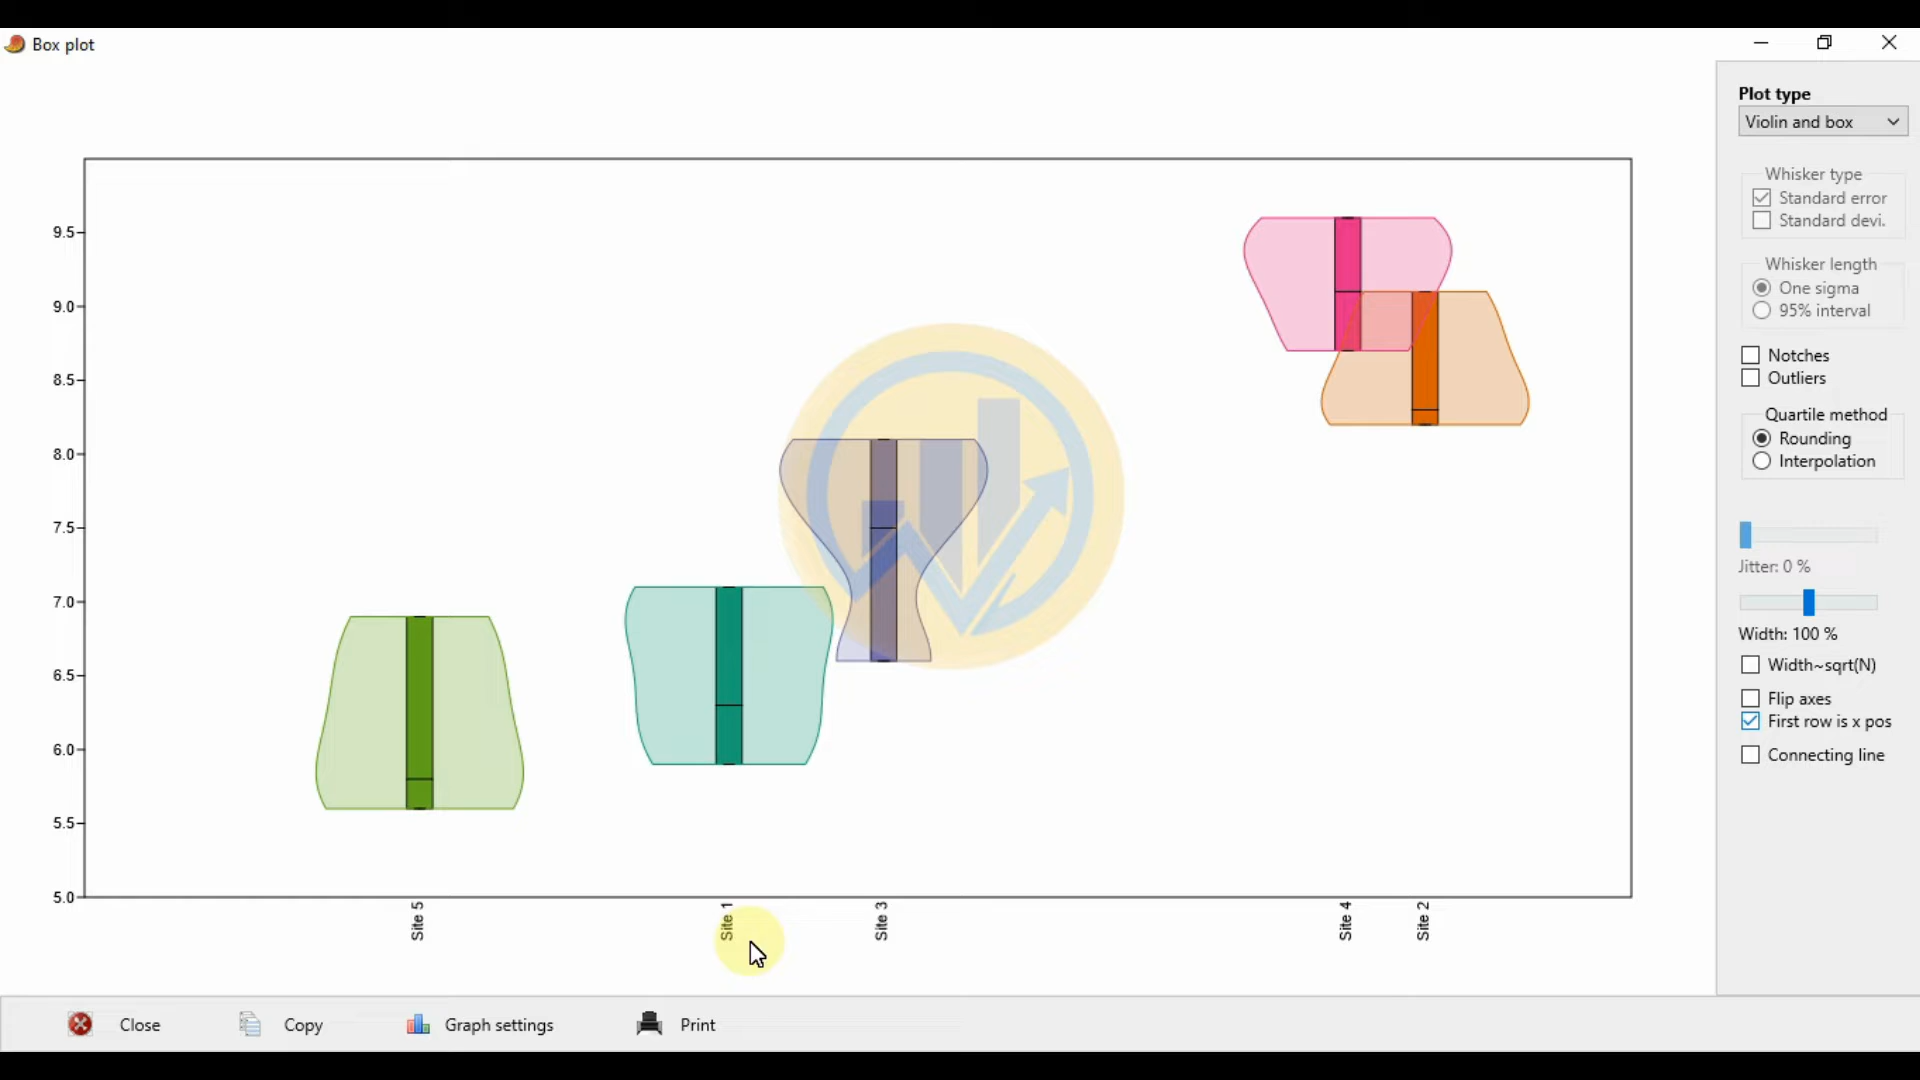 Box plot
Plot type
Violin and box
Whisker type
Standard error
Standard devi.
Whisker length
One sigma
95% interval
Notches
Outliers
Quartile method
Rounding
Interpolation
Jitter: 0 %
Width: 100 %
Width~sqrt(N)
Flip axes
First row is x pos
Connecting line
9.5
9.0
8.5
8.0
7.5
7.0
6.5
6.0
5.5
5.0
Site 5
Site 1
Site 3
Site 4
Site 2
Close
Copy
Graph settings
Print